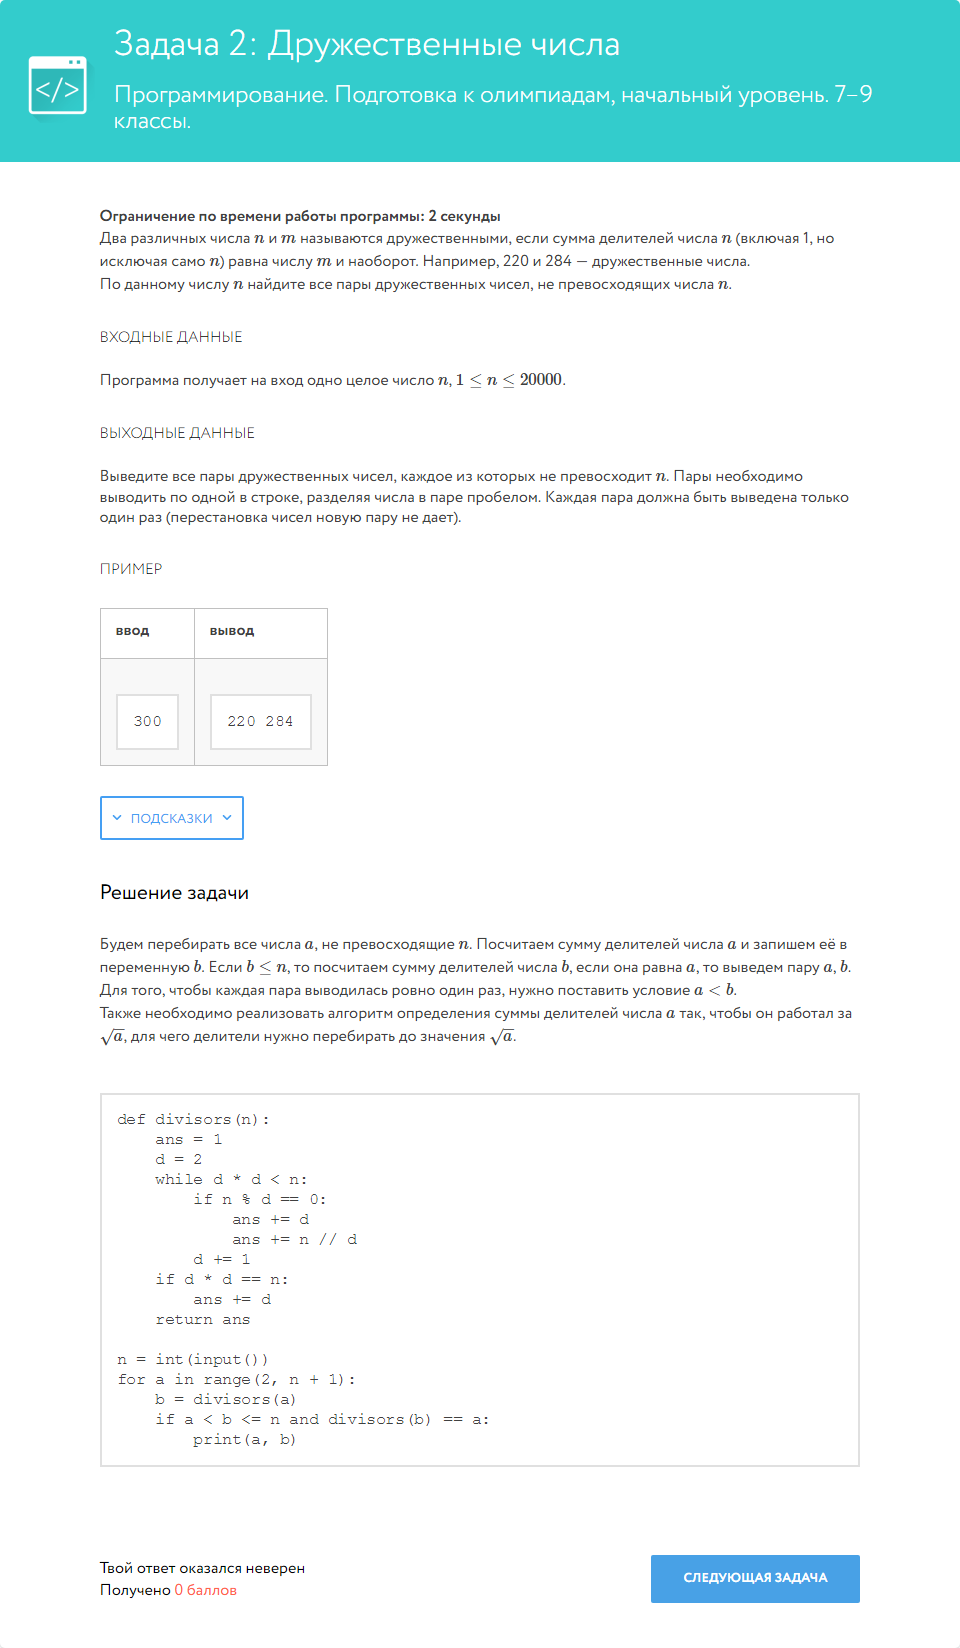 Задача 2: Дружественные числа
</>
Программирование. Подготовка к олимпиадам, начальный уровень. 7–9
классы.
Ограничение по времени работы программы: 2 секунды
Два различных числа n и m называются дружественными, если сумма делителей числа n (включая 1, но
исключая само n) равна числу m и наоборот. Например, 220 и 284 — дружественные числа.
По данному числу n найдите все пары дружественных чисел, не превосходящих числа n.
ВХОДНЫЕ ДАННЫЕ
Программа получает на вход одно целое число n, 1 ≤ n ≤ 20000.
ВЫХОДНЫЕ ДАННЫЕ
Выведите все пары дружественных чисел, каждое из которых не превосходит n. Пары необходимо
выводить по одной в строке, разделяя числа в паре пробелом. Каждая пара должна быть выведена только
один раз (перестановка чисел новую пару не дает).
ПРИМЕР
ввод вывод
300 220 284
ПОДСКАЗКИ
Решение задачи
Будем перебирать все числа a, не превосходящие n. Посчитаем сумму делителей числа a и запишем её в
переменную b. Если b ≤ n, то посчитаем сумму делителей числа b, если она равна a, то выведем пару a, b.
Для того, чтобы каждая пара выводилась ровно один раз, нужно поставить условие a < b.
Также необходимо реализовать алгоритм определения суммы делителей числа a так, чтобы он работал за
√a, для чего делители нужно перебирать до значения √a.
def divisors(n):
    ans = 1
    d = 2
    while d * d < n:
        if n % d == 0:
            ans += d
            ans += n // d
        d += 1
    if d * d == n:
        ans += d
    return ans
n = int(input())
for a in range(2, n + 1):
    b = divisors(a)
    if a < b <= n and divisors(b) == a:
        print(a, b)
Твой ответ оказался неверен
Получено 0 баллов
СЛЕДУЮЩАЯ ЗАДАЧА